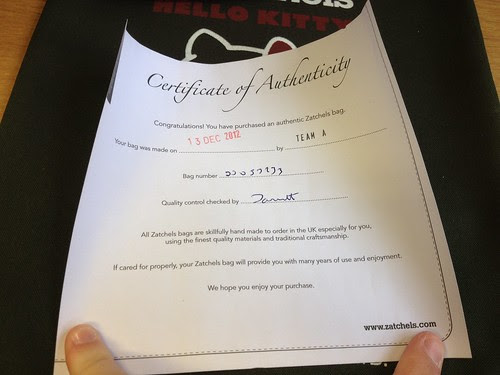 HELLO KITTY
Certificate of Authenticity
Congratulations! You have purchased an authentic Zatchels bag.
Your bag was made on 13 DEC 2012 by TEAM A
Bag number
Quality control checked by
All Zatchels bags are skillfully hand made to order in the UK especially for you,
using the finest quality materials and traditional craftsmanship.
If cared for properly, your Zatchels bag will provide you with many years of use and enjoyment.
We hope you enjoy your purchase.
www.zatchels.com